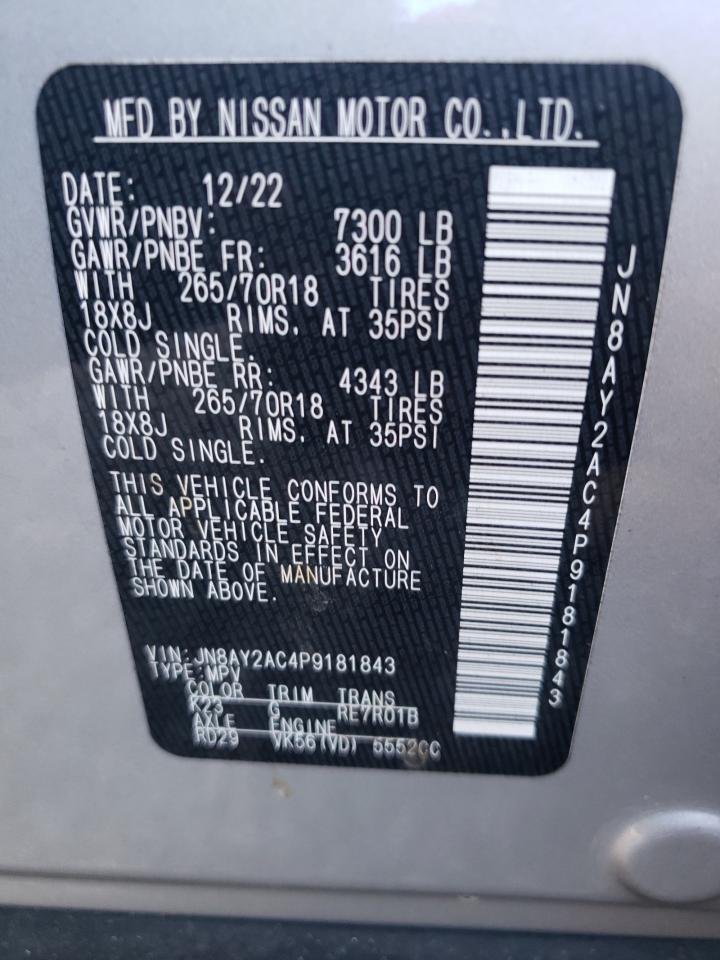 MFD BY NISSAN MOTOR CO.,LTD.
DATE: 12/22
GVWR/PNBV: 7300 LB
GAWR/PNBE FR: 3616 LB
WITH 265/70R18 TIRES
18X8J RIMS, AT 35PSI
COLD SINGLE.
GAWR/PNBE RR: 4343 LB
WITH 265/70R18 TIRES
18X8J RIMS, AT 35PSI
COLD SINGLE.
THIS VEHICLE CONFORMS TO
ALL APPLICABLE FEDERAL
MOTOR VEHICLE SAFETY
STANDARDS IN EFFECT ON
THE DATE OF MANUFACTURE
SHOWN ABOVE.
VIN:JN8AY2AC4P9181843
TYPE:MPV
COLOR TRIM TRANS
K23 G RE7R01B
AXLE ENGINE
RD29 VK56(VD) 5552CC
JN8AY2AC4P9181843